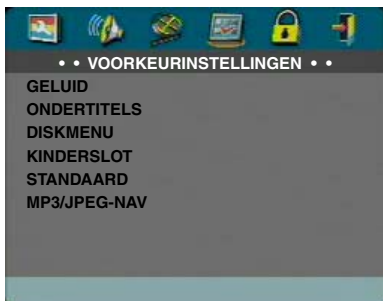 • • VOORKEURINSTELLINGEN • •
GELUID
ONDERTITELS
DISKMENU
KINDERSLOT
STANDAARD
MP3/JPEG-NAV